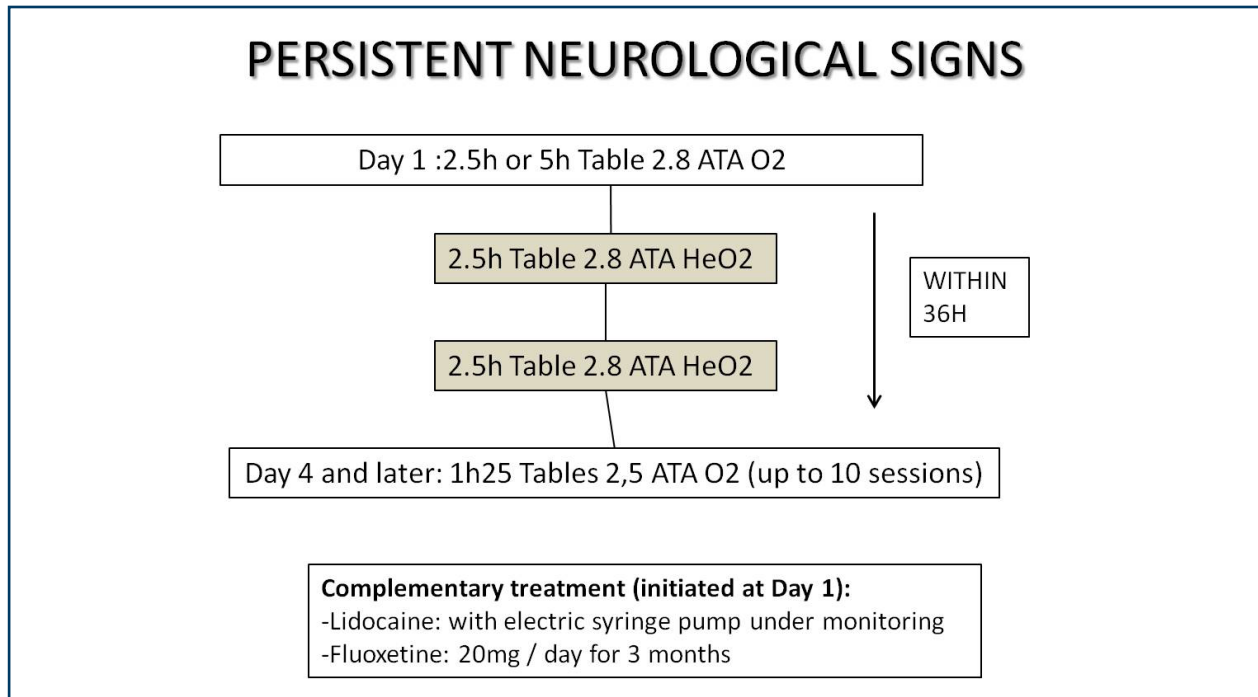 PERSISTENT NEUROLOGICAL SIGNS
Day 1 :2.5h or 5h Table 2.8 ATA O2
2.5h Table 2.8 ATA HeO2
WITHIN
36H
2.5h Table 2.8 ATA HeO2
Day 4 and later: 1h25 Tables 2,5 ATA O2 (up to 10 sessions)
Complementary treatment (initiated at Day 1):
-Lidocaine: with electric syringe pump under monitoring
-Fluoxetine: 20mg / day for 3 months